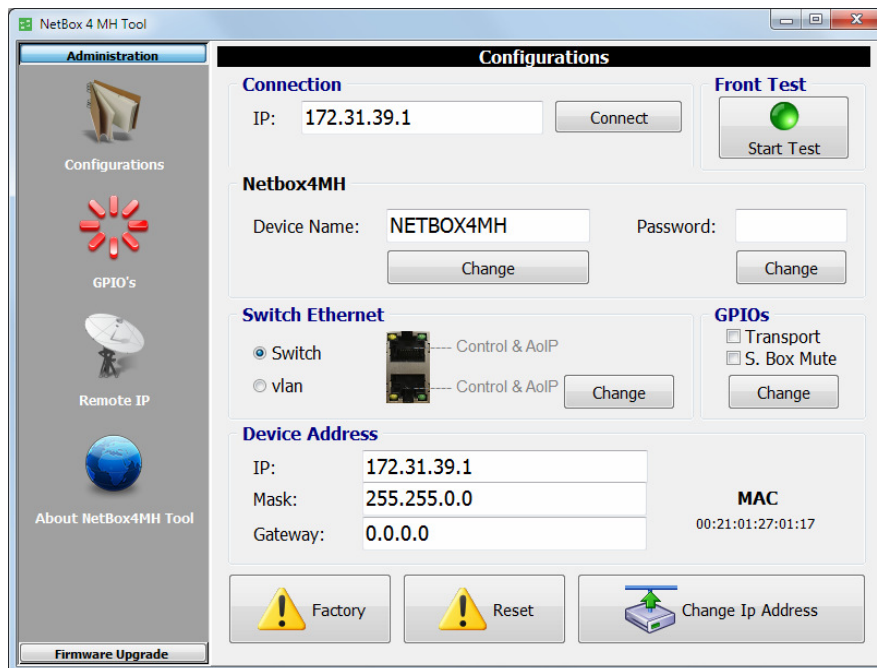 NetBox 4 MH Tool
Administration
Configurations
GPIO's
Remote IP
About NetBox4MH Tool
Firmware Upgrade
Configurations
Connection
IP: 172.31.39.1 Connect
Front Test
Start Test
Netbox4MH
Device Name: NETBOX4MH Password:
Change Change
Switch Ethernet
Switch Control & AoIP
vlan Control & AoIP Change
GPIOs
Transport
S. Box Mute
Change
Device Address
IP: 172.31.39.1
Mask: 255.255.0.0
Gateway: 0.0.0.0
MAC
00:21:01:27:01:17
Factory Reset Change Ip Address